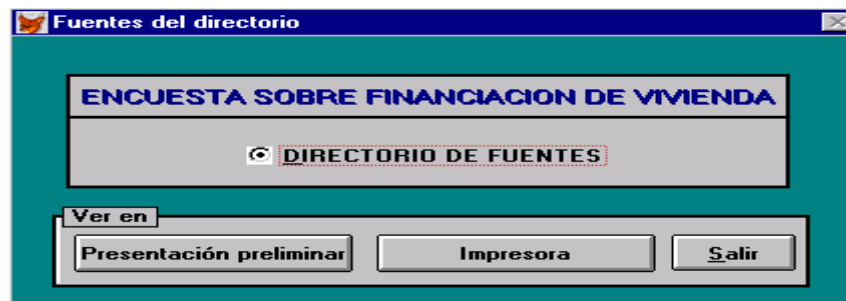 Fuentes del directorio
ENCUESTA SOBRE FINANCIACION DE VIVIENDA
DIRECTORIO DE FUENTES
Ver en
Presentación preliminar Impresora Salir